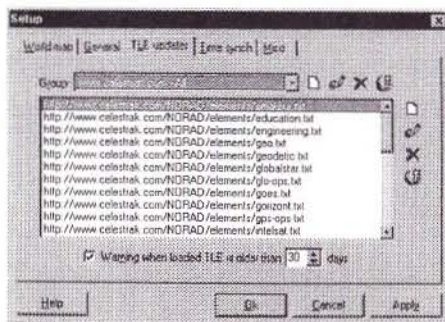 Setup
World map General TLE updater Time synch Misc
Group
http://www.celestrak.com/NORAD/elements/education.txt
http://www.celestrak.com/NORAD/elements/engineering.txt
http://www.celestrak.com/NORAD/elements/geo.txt
http://www.celestrak.com/NORAD/elements/geodetic.txt
http://www.celestrak.com/NORAD/elements/globalstar.txt
http://www.celestrak.com/NORAD/elements/glo-ops.txt
http://www.celestrak.com/NORAD/elements/goes.txt
http://www.celestrak.com/NORAD/elements/gorizont.txt
http://www.celestrak.com/NORAD/elements/gps-ops.txt
http://www.celestrak.com/NORAD/elements/intelsat.txt
Warning when loaded TLE is older than 30 days
Help Ok Cancel Apply